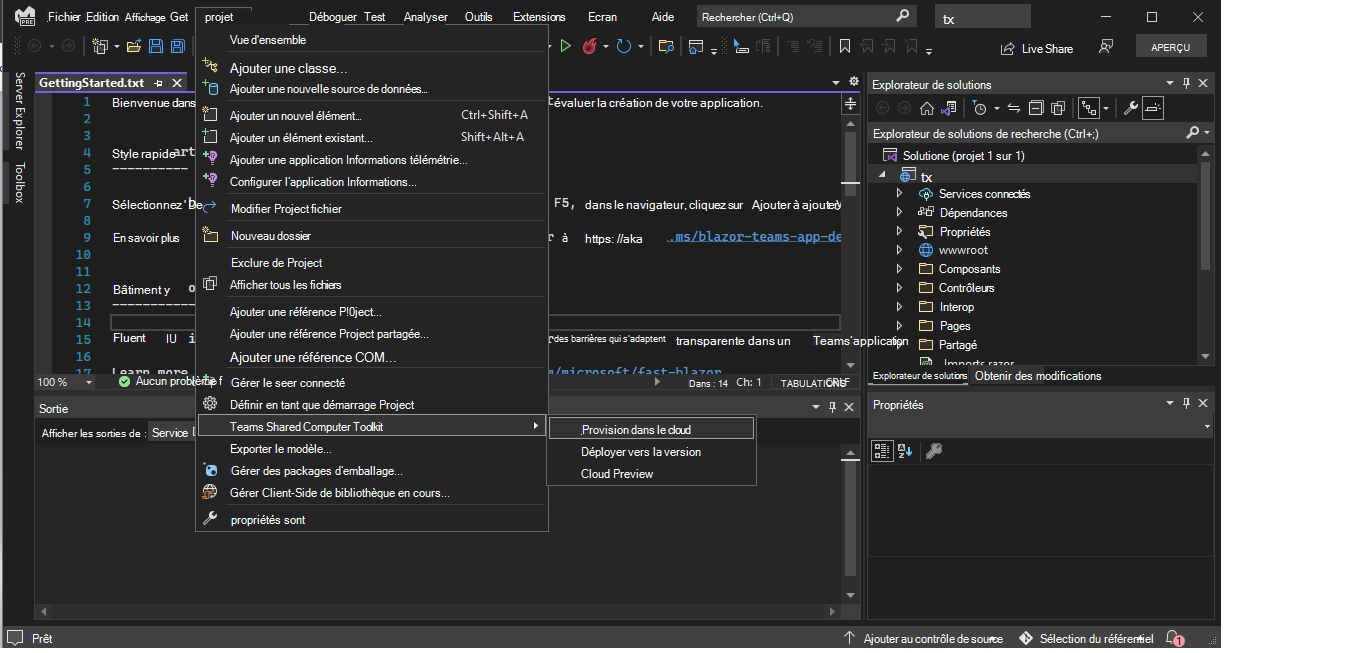 PRE
Fichier Edition Affichage Get projet Déboguer Test Analyser Outils Extensions Ecran Aide Rechercher (Ctrl+Q) tx
Live Share APERÇU
Server Explorer
Toolbox
GettingStarted.txt
1 Bienvenue dans évaluer la création de votre application.
2
3
4 Style rapide art
5 ----------
6
7 Sélectionnez 'De F5, dans le navigateur, cliquez sur Ajouter à ajouter
8
9 En savoir plus r à https: //aka .ms/blazor-teams-app-de
10
11
12 Bâtiment y o
13
14
15 Fluent IU i des barrières qui s'adaptent transparente dans un Teams'application
16
Learn more /microsoft/fast-blazor
100 % Aucun problème f Dans : 14 Ch: 1 TABULATIONS CRLF
Vue d'ensemble
Ajouter une classe...
Ajouter une nouvelle source de données...
Ajouter un nouvel élément... Ctrl+Shift+A
Ajouter un élément existant... Shift+Alt+A
Ajouter une application Informations télémétrie...
Configurer l'application Informations...
Modifier Project fichier
Nouveau dossier
Exclure de Project
Afficher tous les fichiers
Ajouter une référence P!0ject...
Ajouter une référence Project partagée...
Ajouter une référence COM...
Gérer le seer connecté
Définir en tant que démarrage Project
Teams Shared Computer Toolkit
Exporter le modèle...
Gérer des packages d'emballage...
Gérer Client-Side de bibliothèque en cours...
propriétés sont
Provision dans le cloud
Déployer vers la version
Cloud Preview
Sortie
Afficher les sorties de : Service
Explorateur de solutions
Explorateur de solutions de recherche (Ctrl+;)
Solutione (projet 1 sur 1)
tx
Services connectés
Dépendances
Propriétés
wwwroot
Composants
Contrôleurs
Interop
Pages
Partagé
Imports razor
Explorateur de solutions Obtenir des modifications
Propriétés
Prêt Ajouter au contrôle de source Sélection du référentiel 1